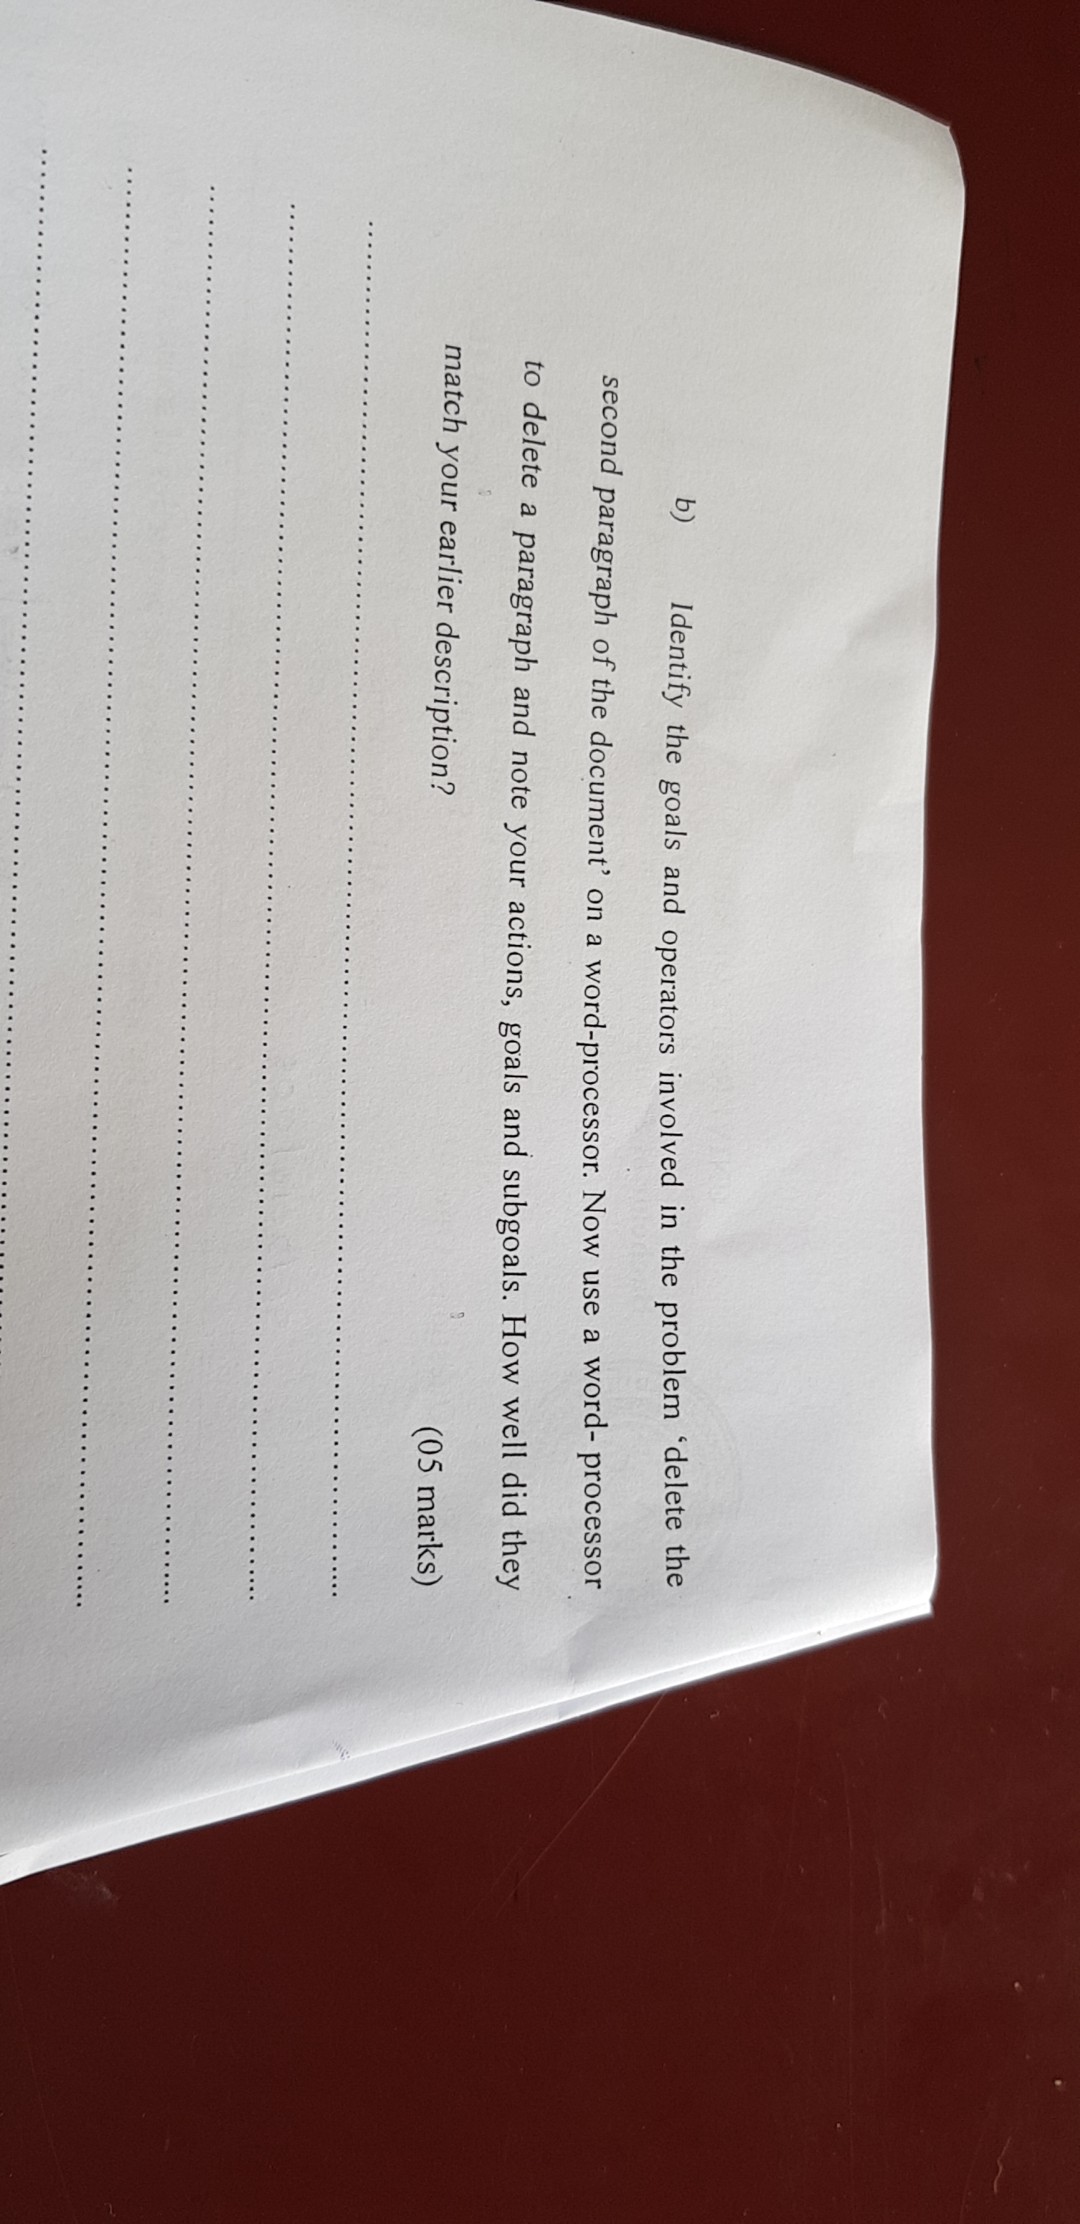 b) Identify the goals and operators involved in the problem ‘delete the
second paragraph of the document’ on a word-processor. Now use a word- processor
to delete a paragraph and note your actions, goals and subgoals. How well did they
match your earlier description?
(05 marks)